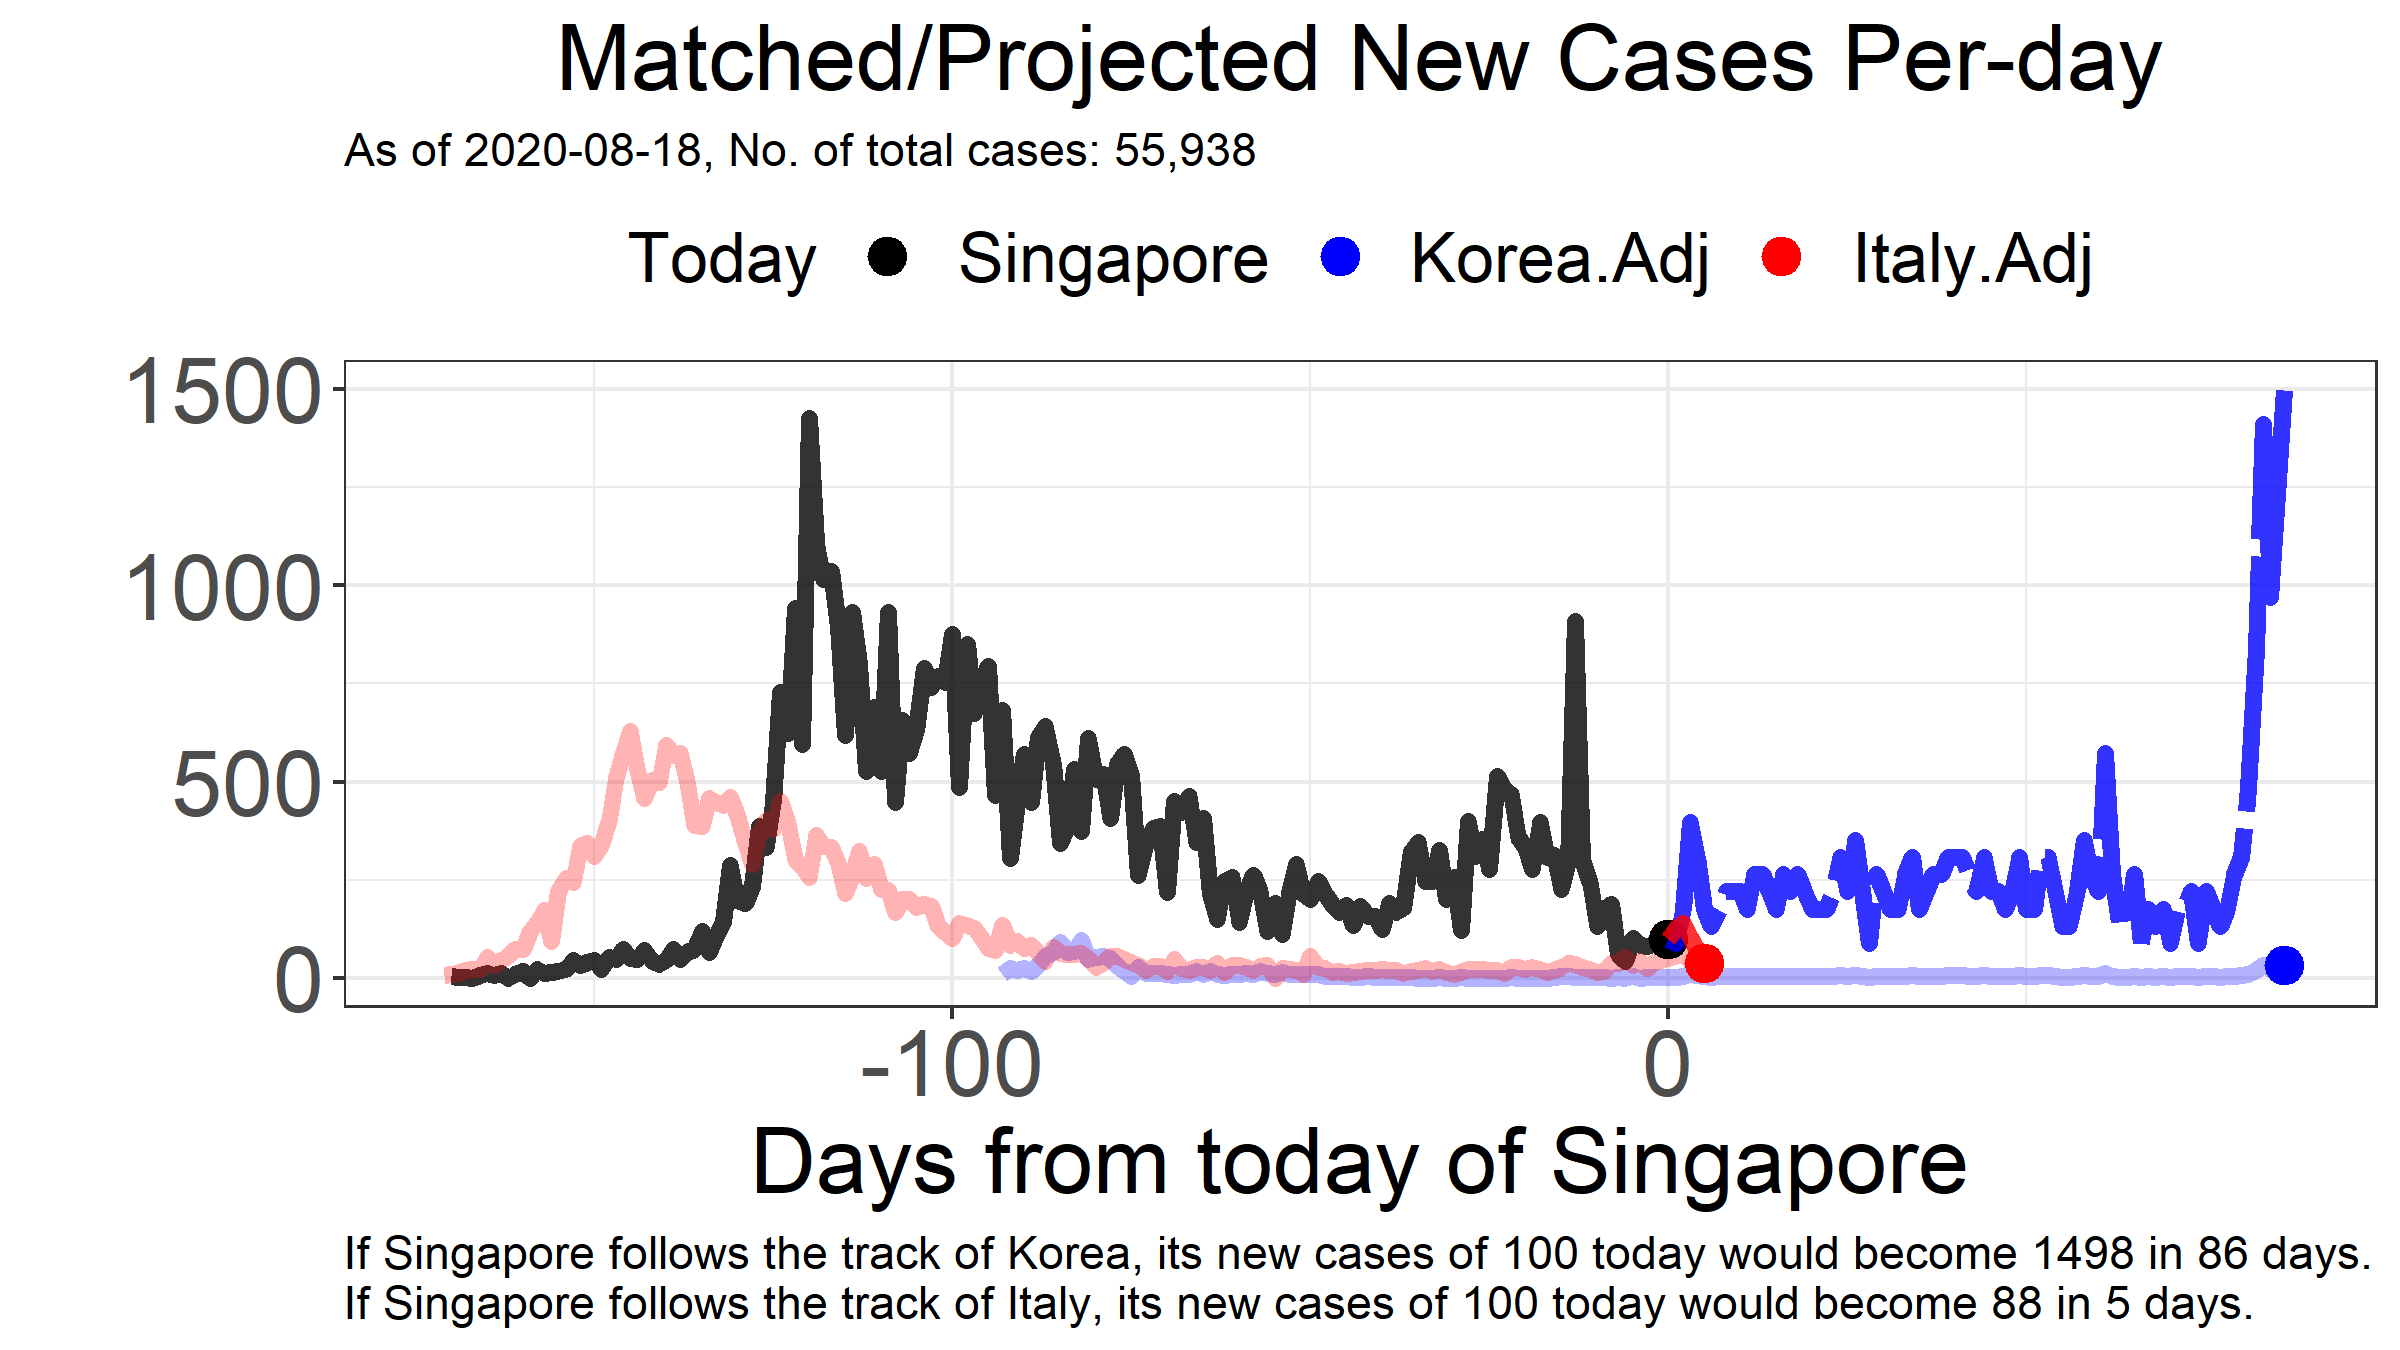 Matched/Projected New Cases Per-day
As of 2020-08-18, No. of total cases: 55,938
Today Singapore Korea.Adj Italy.Adj
1500
1000
500
0
-100 0
Days from today of Singapore
If Singapore follows the track of Korea, its new cases of 100 today would become 1498 in 86 days.
If Singapore follows the track of Italy, its new cases of 100 today would become 88 in 5 days.